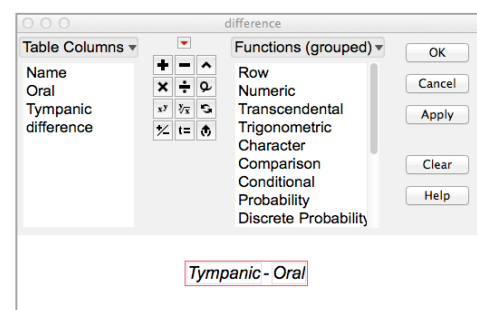 difference
Table Columns
Name
Oral
Tympanic
difference
Functions (grouped)
Row
Numeric
Transcendental
Trigonometric
Character
Comparison
Conditional
Probability
Discrete Probability
OK
Cancel
Apply
Clear
Help
x^y
y√x
t=
Tympanic - Oral